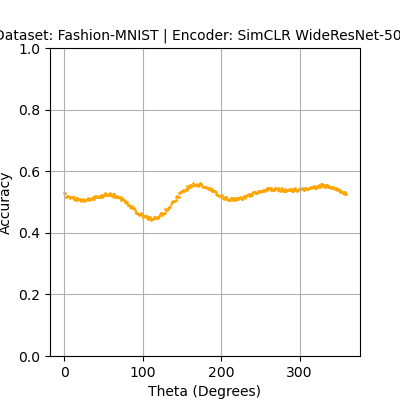 Dataset: Fashion-MNIST | Encoder: SimCLR WideResNet-50
1.0
0.8
0.6
0.4
0.2
0.0
Accuracy
0 100 200 300
Theta (Degrees)